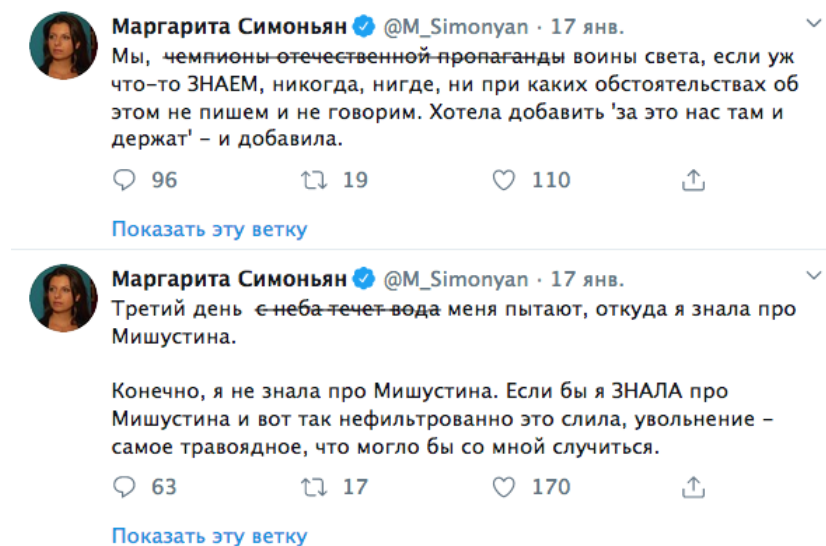 Маргарита Симоньян @M_Simonyan · 17 янв.
Мы, чемпионы отечественной пропаганды воины света, если уж
что-то ЗНАЕМ, никогда, нигде, ни при каких обстоятельствах об
этом не пишем и не говорим. Хотела добавить 'за это нас там и
держат' – и добавила.
96 19 110
Показать эту ветку
Маргарита Симоньян @M_Simonyan · 17 янв.
Третий день с неба течет вода меня пытают, откуда я знала про
Мишустина.
Конечно, я не знала про Мишустина. Если бы я ЗНАЛА про
Мишустина и вот так нефильтрованно это слила, увольнение –
самое травоядное, что могло бы со мной случиться.
63 17 170
Показать эту ветку